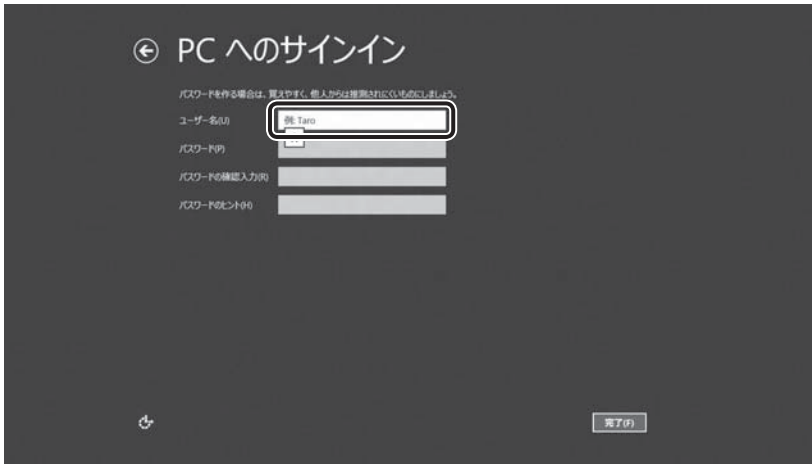 PC へのサインイン
パスワードを作る場合は、覚えやすく、他人からは推測されにくいものにしましょう。
ユーザー名(U)
例: Taro
パスワード(P)
パスワードの確認入力(R)
パスワードのヒント(H)
完了(F)